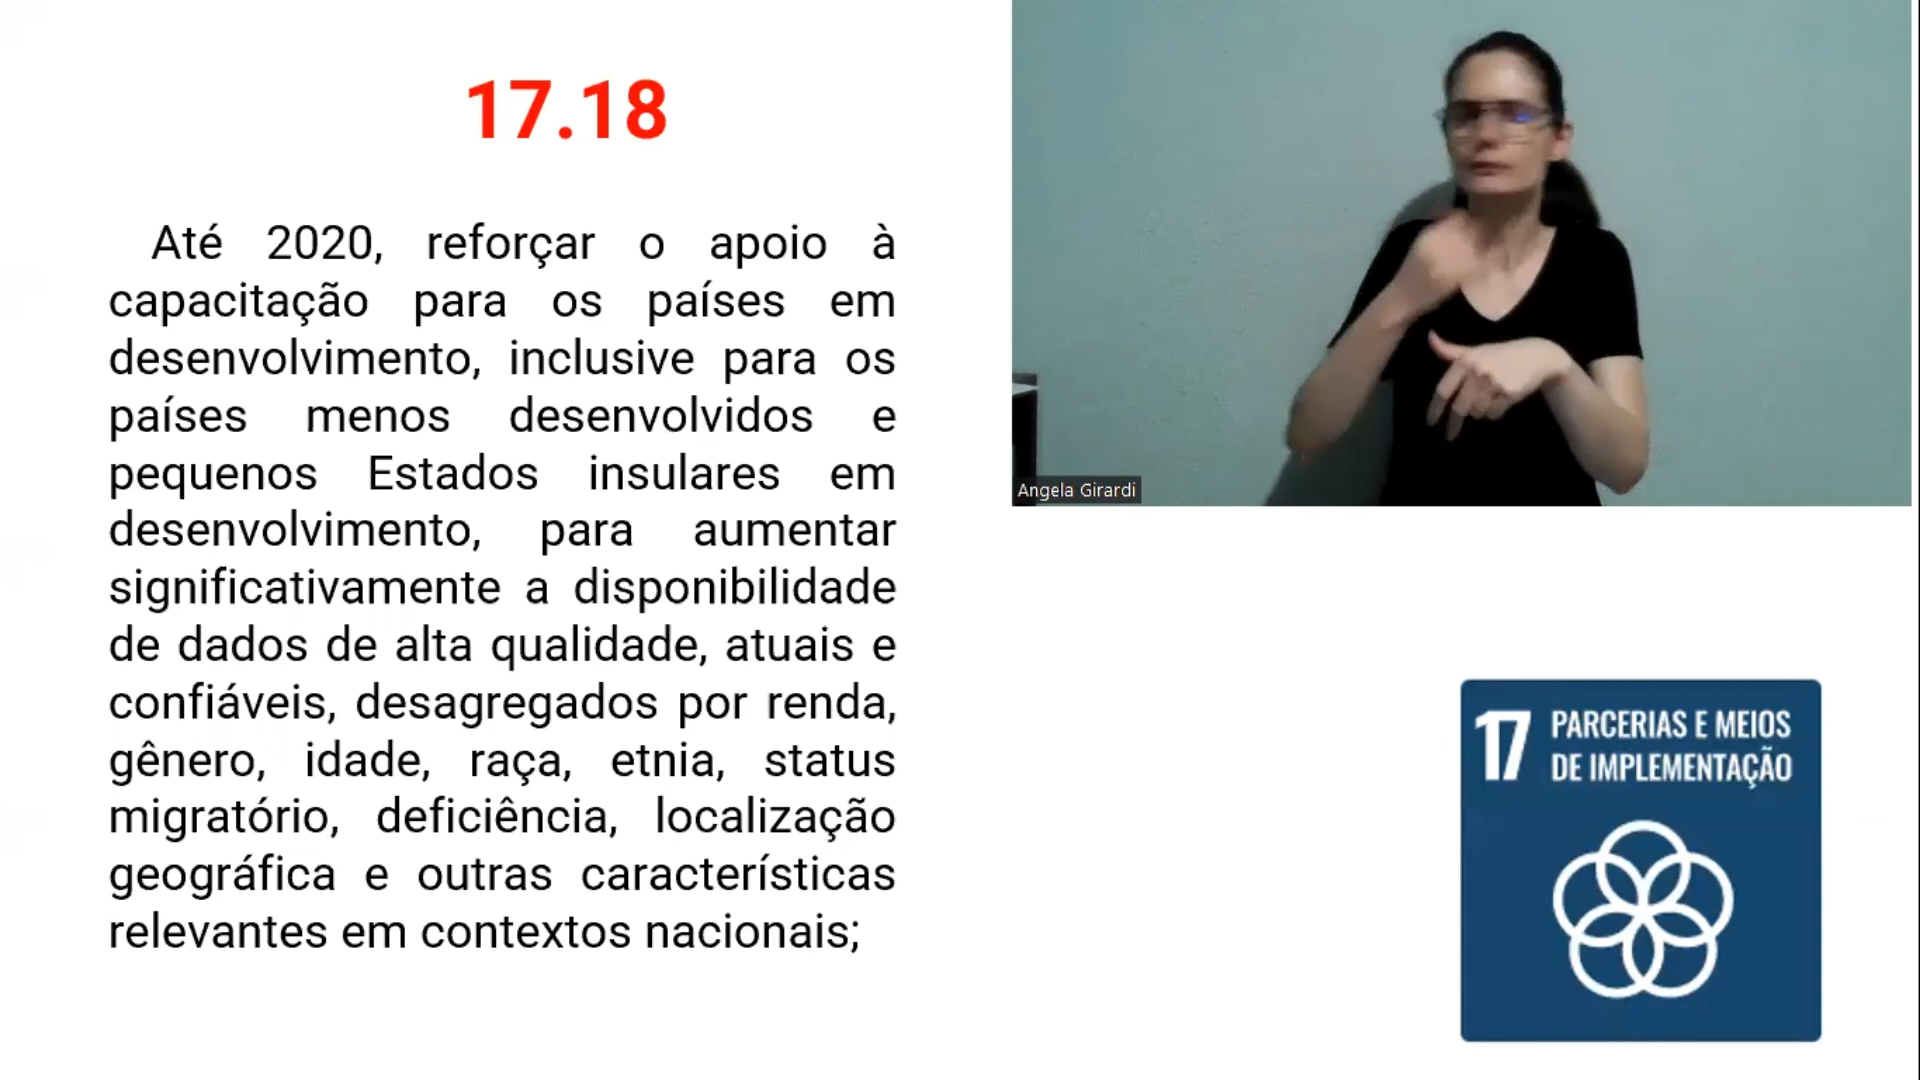 17.18
Até 2020, reforçar o apoio à
capacitação para os países em
desenvolvimento, inclusive para os
países menos desenvolvidos e
pequenos Estados insulares em
desenvolvimento, para aumentar
significativamente a disponibilidade
de dados de alta qualidade, atuais e
confiáveis, desagregados por renda,
gênero, idade, raça, etnia, status
migratório, deficiência, localização
geográfica e outras características
relevantes em contextos nacionais;
Angela Girardi
17 PARCERIAS E MEIOS
DE IMPLEMENTAÇÃO